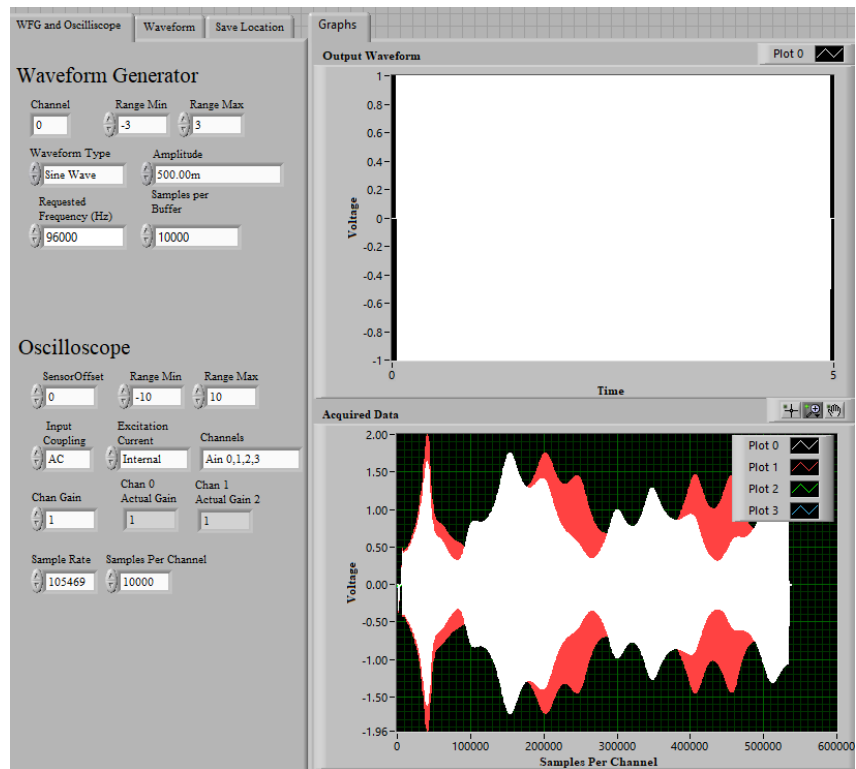 WFG and Oscilliscope
Waveform
Save Location
Waveform Generator
Channel
Range Min
Range Max
0
-3
3
Waveform Type
Amplitude
Sine Wave
500.00m
Requested
Frequency (Hz)
Samples per
Buffer
96000
10000
Oscilloscope
SensorOffset
Range Min
Range Max
0
-10
10
Input
Coupling
Excitation
Current
Channels
AC
Internal
Ain 0,1,2,3
Chan Gain
Chan 0
Actual Gain
Chan 1
Actual Gain 2
1
1
1
Sample Rate
Samples Per Channel
105469
10000
Graphs
Output Waveform
Plot 0
Voltage
1
0.8
0.6
0.4
0.2
0
-0.2
-0.4
-0.6
-0.8
-1
0
5
Time
Acquired Data
Plot 0
Plot 1
Plot 2
Plot 3
Voltage
2.00
1.50
1.00
0.50
0.00
-0.50
-1.00
-1.50
-1.96
0
100000
200000
300000
400000
500000
600000
Samples Per Channel